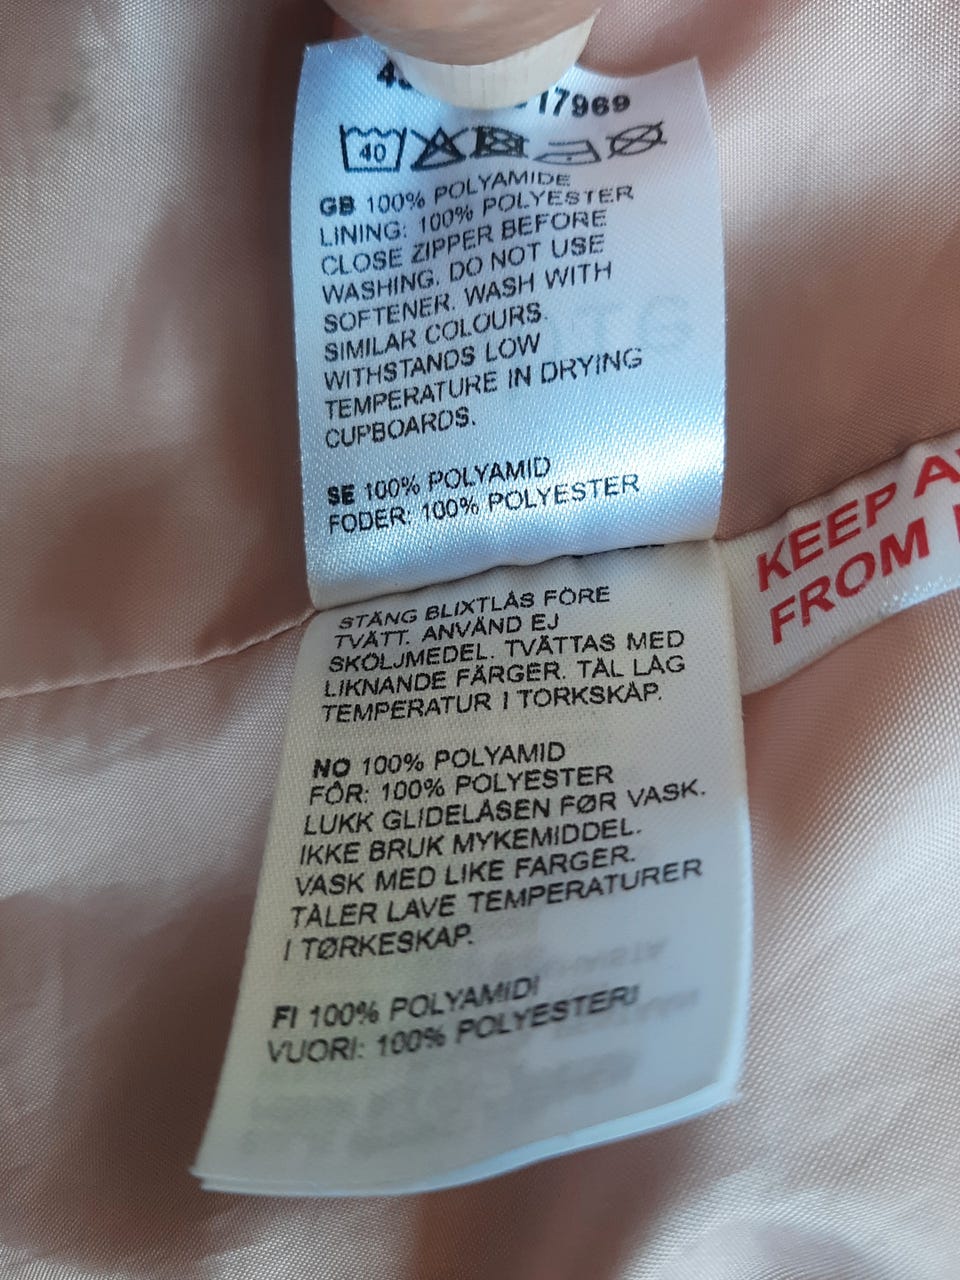 17969
40
GB 100% POLYAMIDE
LINING: 100% POLYESTER
CLOSE ZIPPER BEFORE
WASHING. DO NOT USE
SOFTENER. WASH WITH
SIMILAR COLOURS.
WITHSTANDS LOW
TEMPERATURE IN DRYING
CUPBOARDS.
SE 100% POLYAMID
FODER: 100% POLYESTER
STÄNG BLIXTLÅS FÖRE
TVÄTT. ANVÄND EJ
SKÖLJMEDEL. TVÄTTAS MED
LIKNANDE FÄRGER. TÅL LÅG
TEMPERATUR I TORKSKÅP.
NO 100% POLYAMID
FÔR: 100% POLYESTER
LUKK GLIDELÅSEN FØR VASK.
IKKE BRUK MYKEMIDDEL.
VASK MED LIKE FARGER.
TÅLER LAVE TEMPERATURER
I TØRKESKAP.
FI 100% POLYAMIDI
VUORI: 100% POLYESTERI
KEEP
FROM